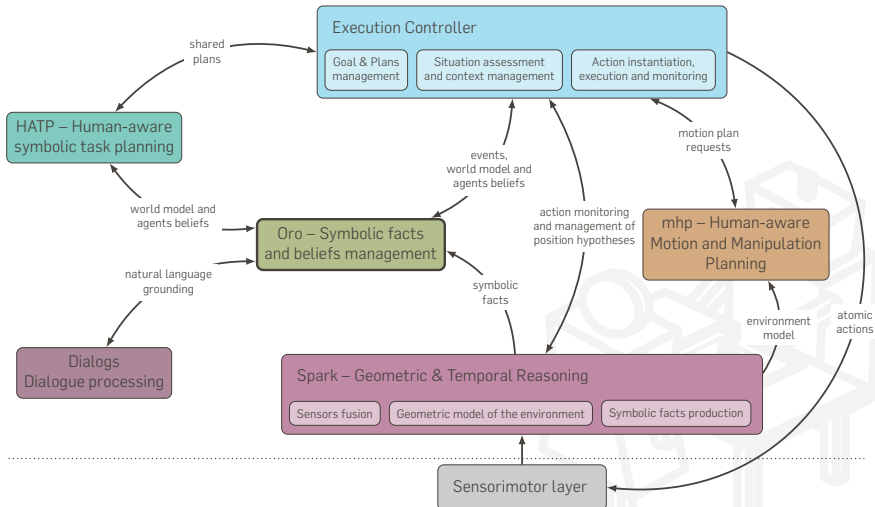 Execution Controller
Goal & Plans
management
Situation assessment
and context management
Action instantiation,
execution and monitoring
shared
plans
HATP – Human-aware
symbolic task planning
motion plan
requests
events,
world model and
agents beliefs
world model and
agents beliefs
action monitoring
and management of
position hypotheses
Oro – Symbolic facts
and beliefs management
mhp – Human-aware
Motion and Manipulation
Planning
natural language
grounding
symbolic
facts
environment
model
atomic
actions
Dialogs
Dialogue processing
Spark – Geometric & Temporal Reasoning
Sensors fusion
Geometric model of the environment
Symbolic facts production
Sensorimotor layer